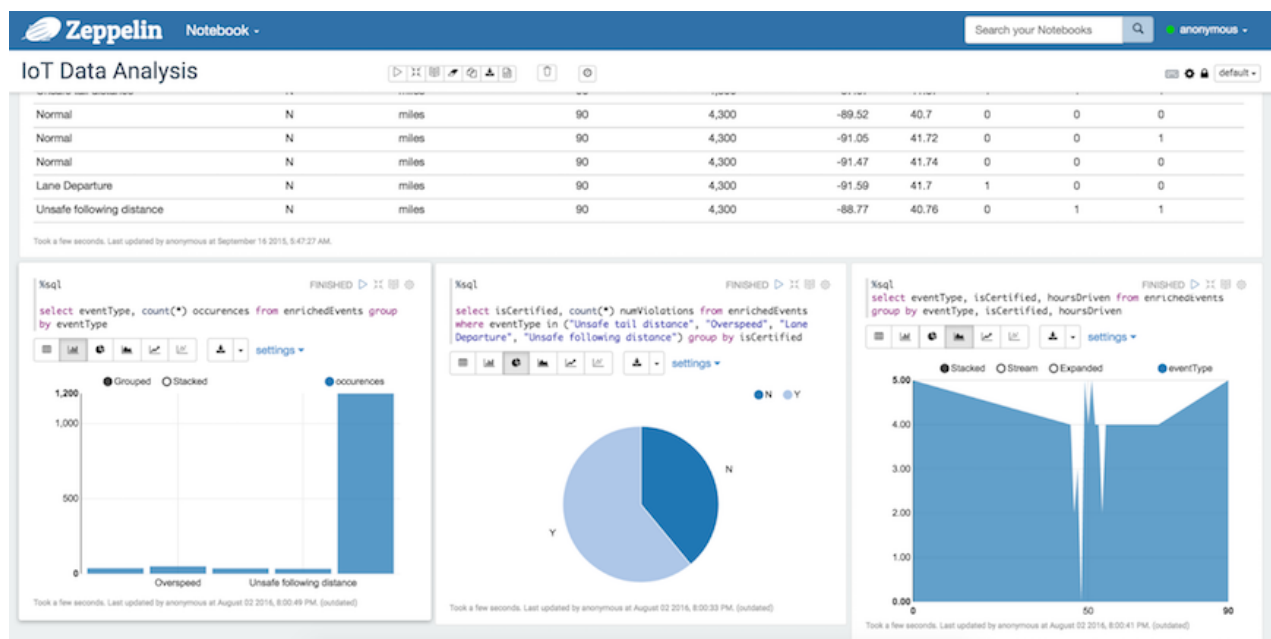 Zeppelin Notebook Search your Notebooks anonymous
IoT Data Analysis default
Normal N miles 90 4,300 -89.52 40.7 0 0 0
Normal N miles 90 4,300 -91.05 41.72 0 0 1
Normal N miles 90 4,300 -91.47 41.74 0 0 0
Lane Departure N miles 90 4,300 -91.59 41.7 1 0 0
Unsafe following distance N miles 90 4,300 -88.77 40.76 0 1 1
Took a few seconds. Last updated by anonymous at September 16 2015, 5:47:27 AM.
%sql FINISHED
select eventType, count(*) occurences from enrichedEvents group
by eventType
settings
Grouped Stacked occurences
1,200
1,000
500
0
Overspeed Unsafe following distance
Took a few seconds. Last updated by anonymous at August 02 2016, 8:00:49 PM. (outdated)
%sql FINISHED
select isCertified, count(*) numViolations from enrichedEvents
where eventType in ("Unsafe tail distance", "Overspeed", "Lane
Departure", "Unsafe following distance") group by isCertified
settings
N Y
N
Y
Took a few seconds. Last updated by anonymous at August 02 2016, 8:00:33 PM. (outdated)
%sql FINISHED
select eventType, isCertified, hoursDriven from enrichedEvents
group by eventType, isCertified, hoursDriven
settings
Stacked Stream Expanded eventType
5.00
4.00
3.00
2.00
1.00
0.00
0 50 90
Took a few seconds. Last updated by anonymous at August 02 2016, 8:00:41 PM. (outdated)